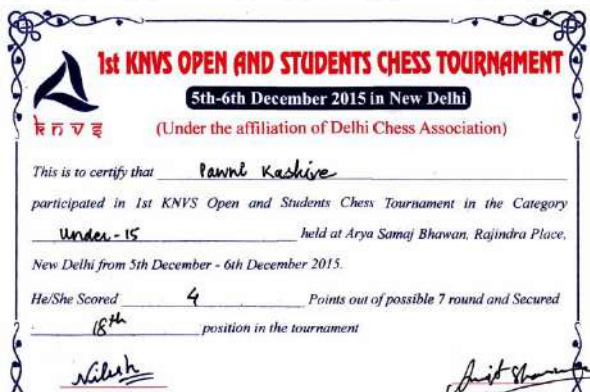 1st KNVS OPEN AND STUDENTS CHESS TOURNAMENT
5th-6th December 2015 in New Delhi
k n v s
(Under the affiliation of Delhi Chess Association)
This is to certify that Pawni Kashive
participated in 1st KNVS Open and Students Chess Tournament in the Category
Under-15 held at Arya Samaj Bhawan, Rajindra Place,
New Delhi from 5th December - 6th December 2015.
He/She Scored 4 Points out of possible 7 round and Secured
18th position in the tournament
Nilesh